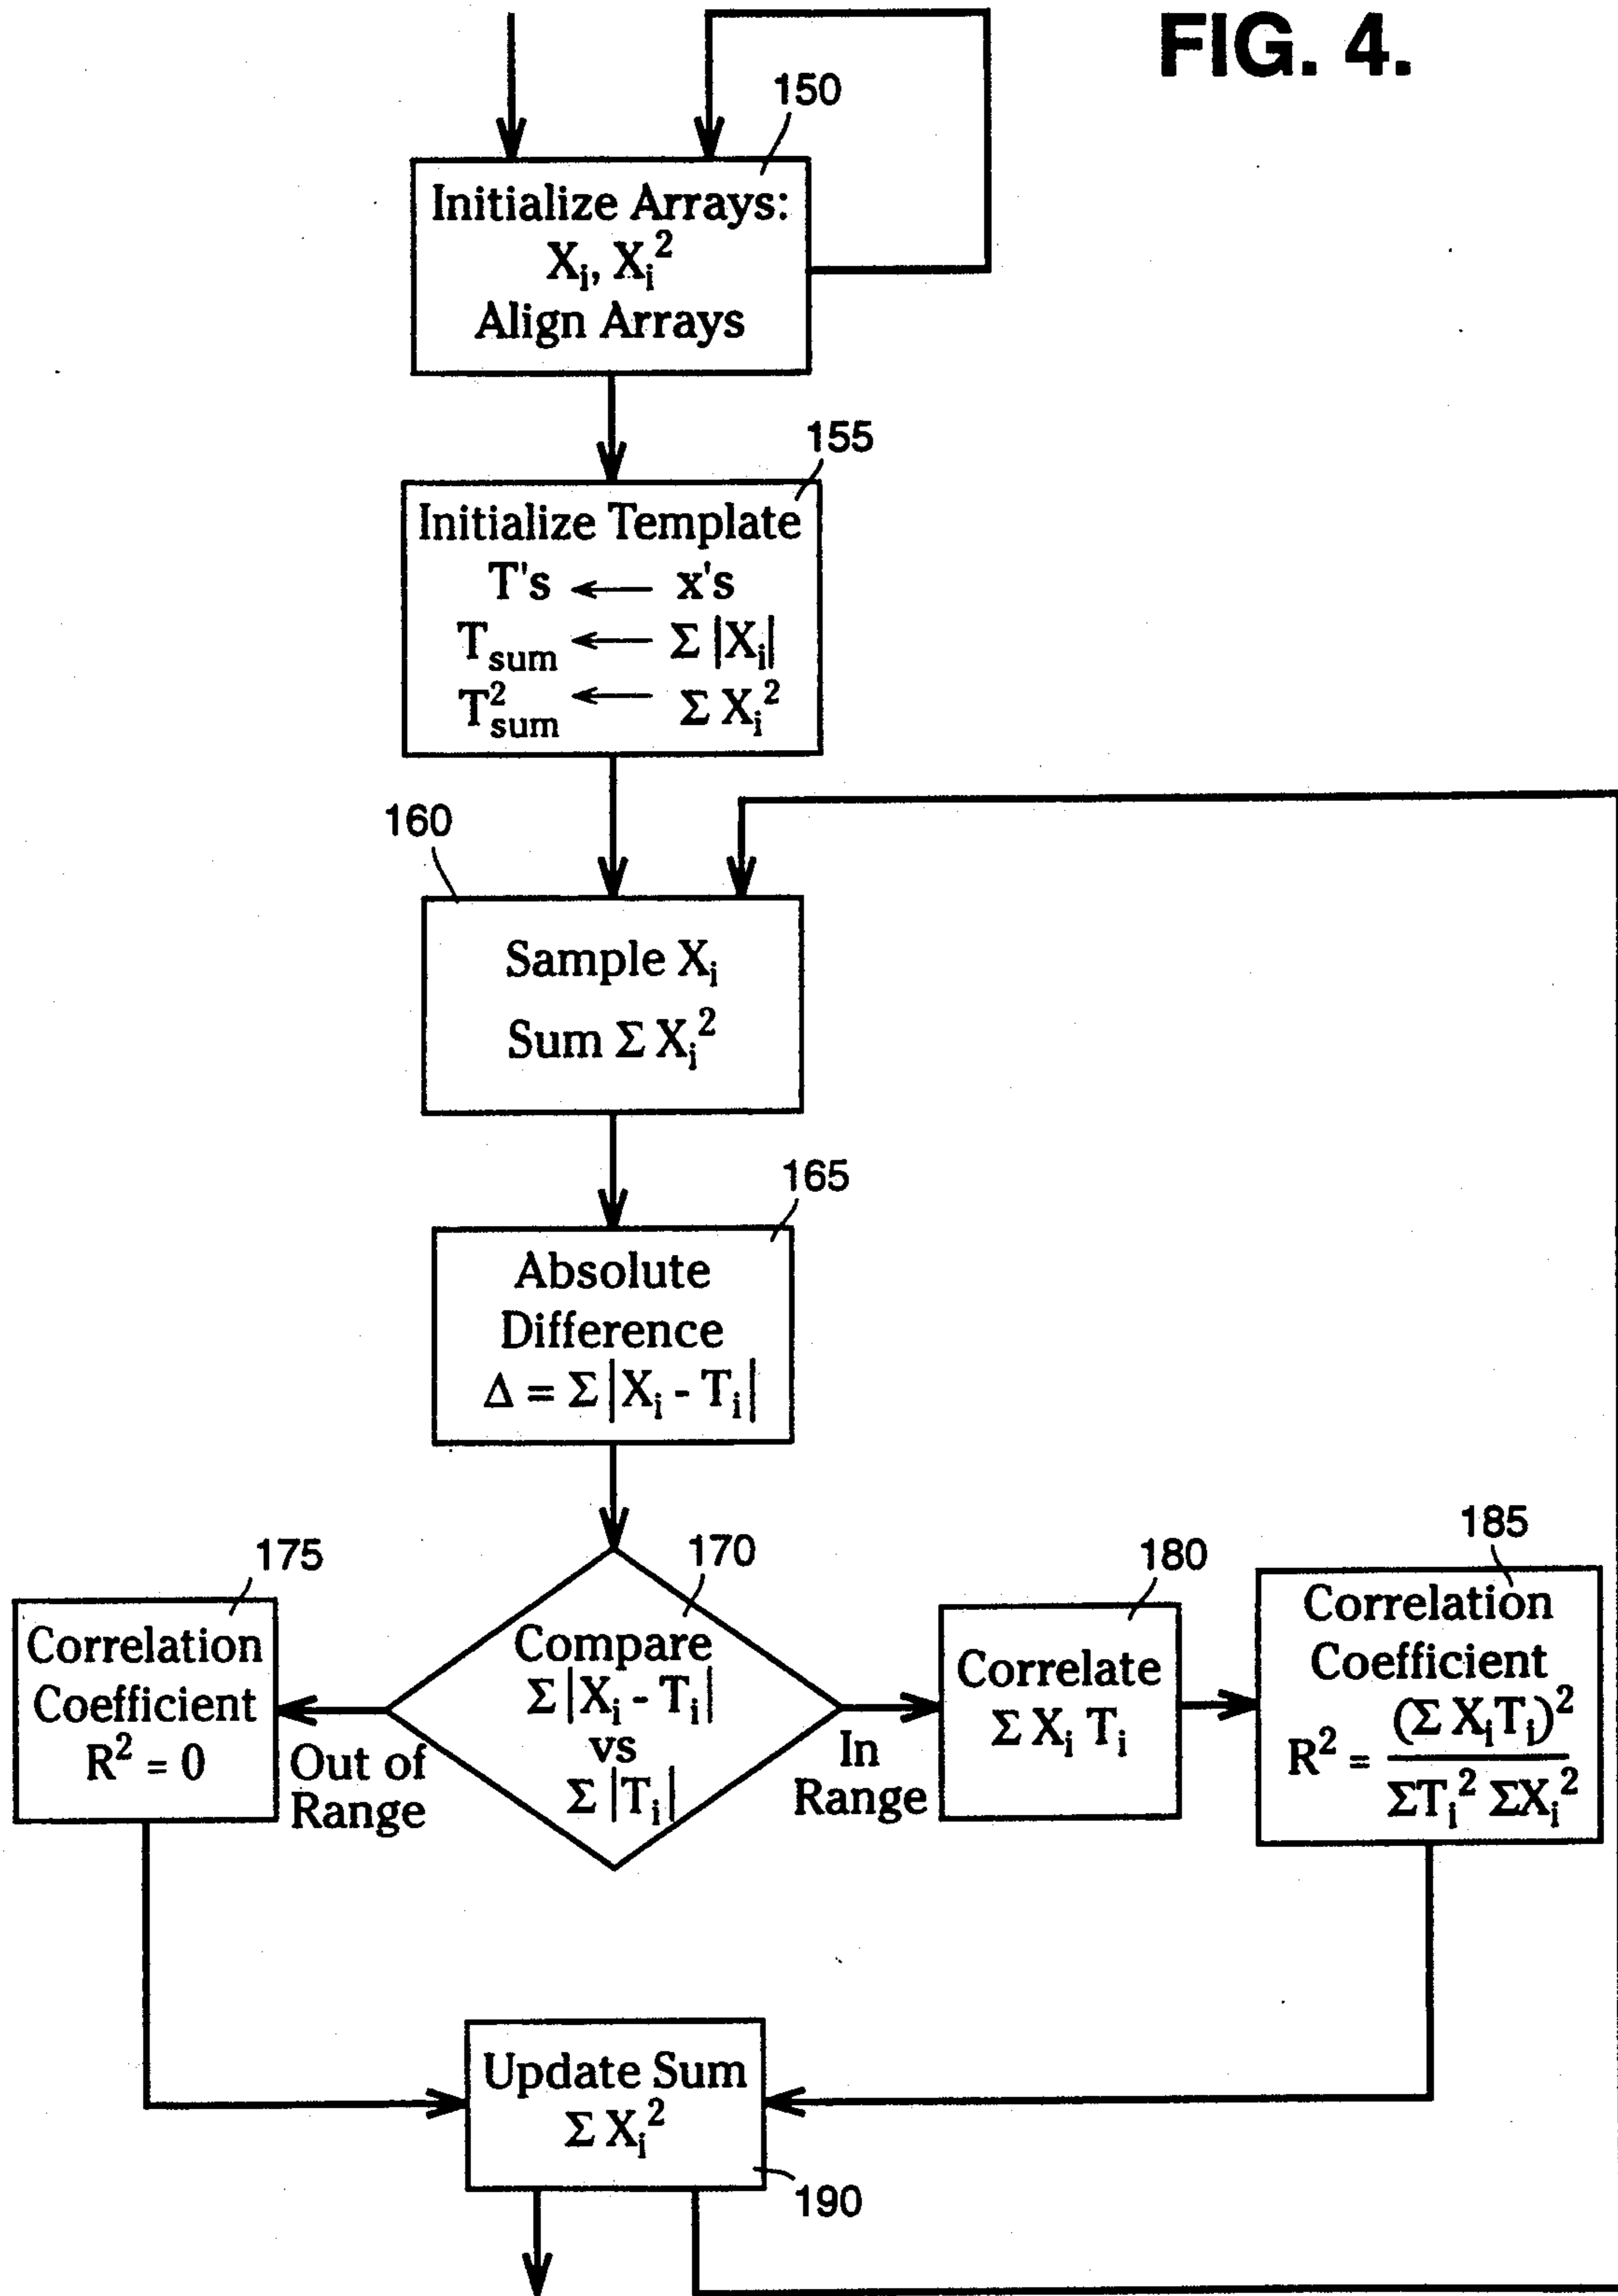 FIG. 4.
150
Initialize Arrays:
Xᵢ, Xᵢ²
Align Arrays
155
Initialize Template
T's ← x's
T_sum ← Σ |Xᵢ|
T²_sum ← Σ Xᵢ²
160
Sample Xᵢ
Sum Σ Xᵢ²
165
Absolute
Difference
Δ = Σ |Xᵢ - Tᵢ|
170
Compare
Σ |Xᵢ - Tᵢ|
vs
Σ |Tᵢ|
175
Correlation
Coefficient
R² = 0
Out of
Range
In
Range
180
Correlate
Σ Xᵢ Tᵢ
185
Correlation
Coefficient
R² = (Σ XᵢTᵢ)² / ΣTᵢ² ΣXᵢ²
Update Sum
Σ Xᵢ²
190